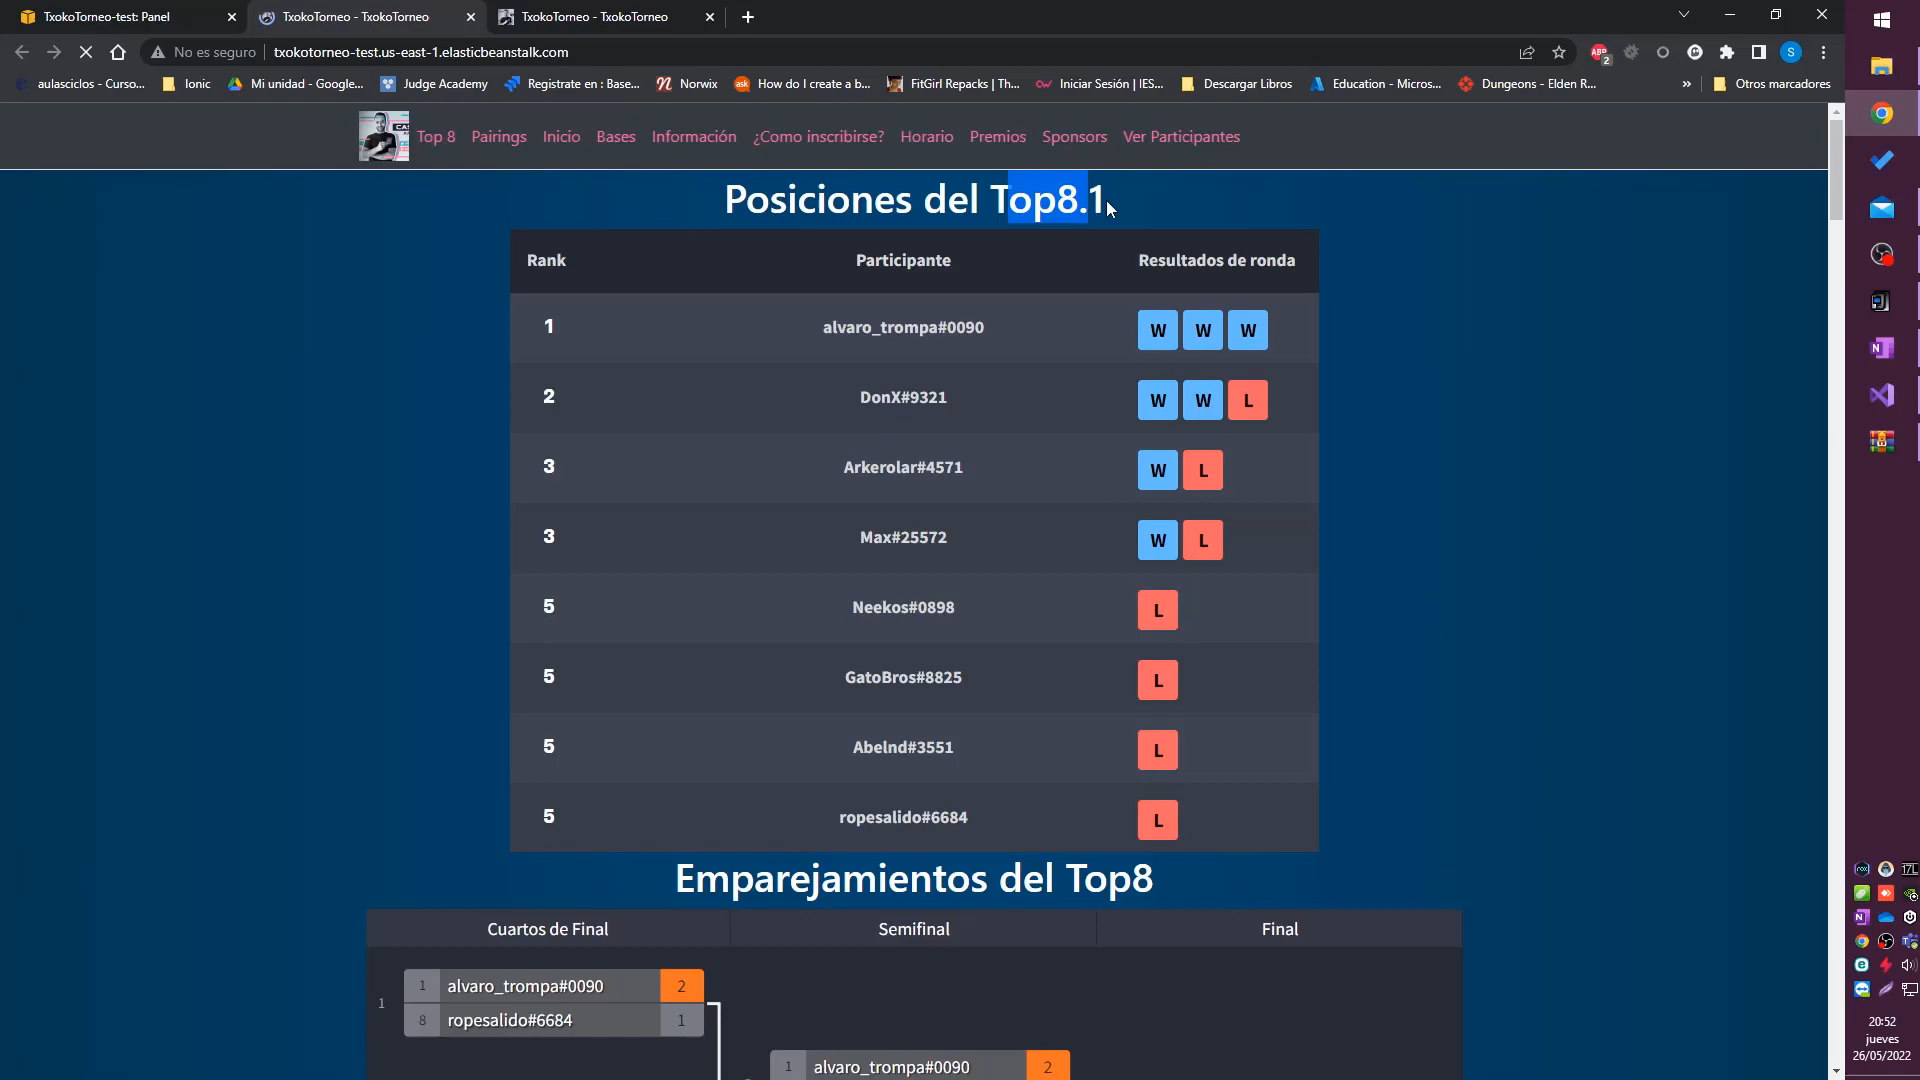 TxokoTorneo-test: Panel
TxokoTorneo - TxokoTorneo
TxokoTorneo - TxokoTorneo
No es seguro
txokotorneo-test.us-east-1.elasticbeanstalk.com
ABP
2
S
aulasciclos - Curso...
Ionic
Mi unidad - Google...
Judge Academy
Registrate en : Base...
Norwix
ask
How do I create a b...
FitGirl Repacks | Th...
Iniciar Sesión | IES...
Descargar Libros
Education - Micros...
Dungeons - Elden R...
»
Otros marcadores
Top 8
Pairings
Inicio
Bases
Información
¿Como inscribirse?
Horario
Premios
Sponsors
Ver Participantes
Posiciones del Top8.1
Rank Participante Resultados de ronda
1 alvaro_trompa#0090 W W W
2 DonX#9321 W W L
3 Arkerolar#4571 W L
3 Max#25572 W L
5 Neekos#0898 L
5 GatoBros#8825 L
5 Abelnd#3551 L
5 ropesalido#6684 L
Emparejamientos del Top8
Cuartos de Final Semifinal Final
1 alvaro_trompa#0090 2
1
8 ropesalido#6684 1
1 alvaro_trompa#0090 2
20:52
jueves
26/05/2022